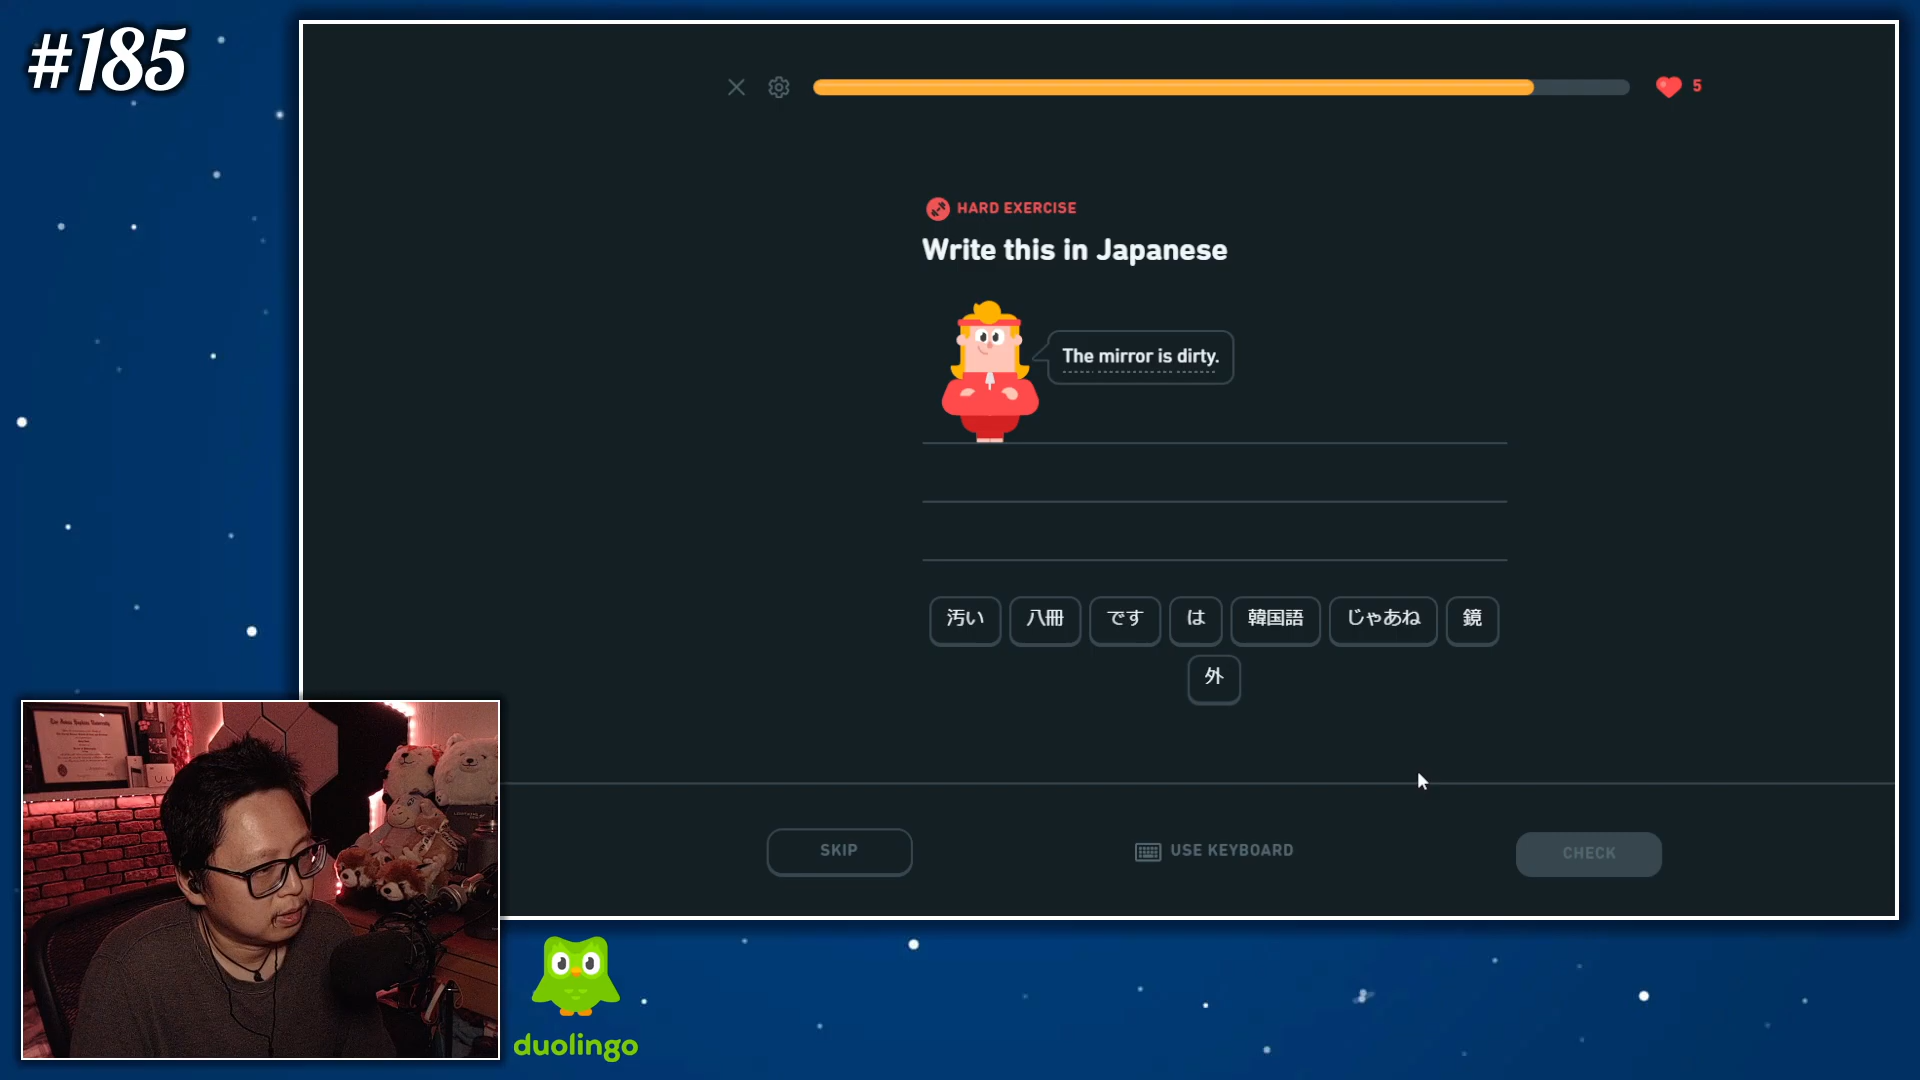 #185
5
HARD EXERCISE
Write this in Japanese
The mirror is dirty.
汚い 八冊 です は 韓国語 じゃあね 鏡
外
SKIP
USE KEYBOARD
CHECK
duolingo